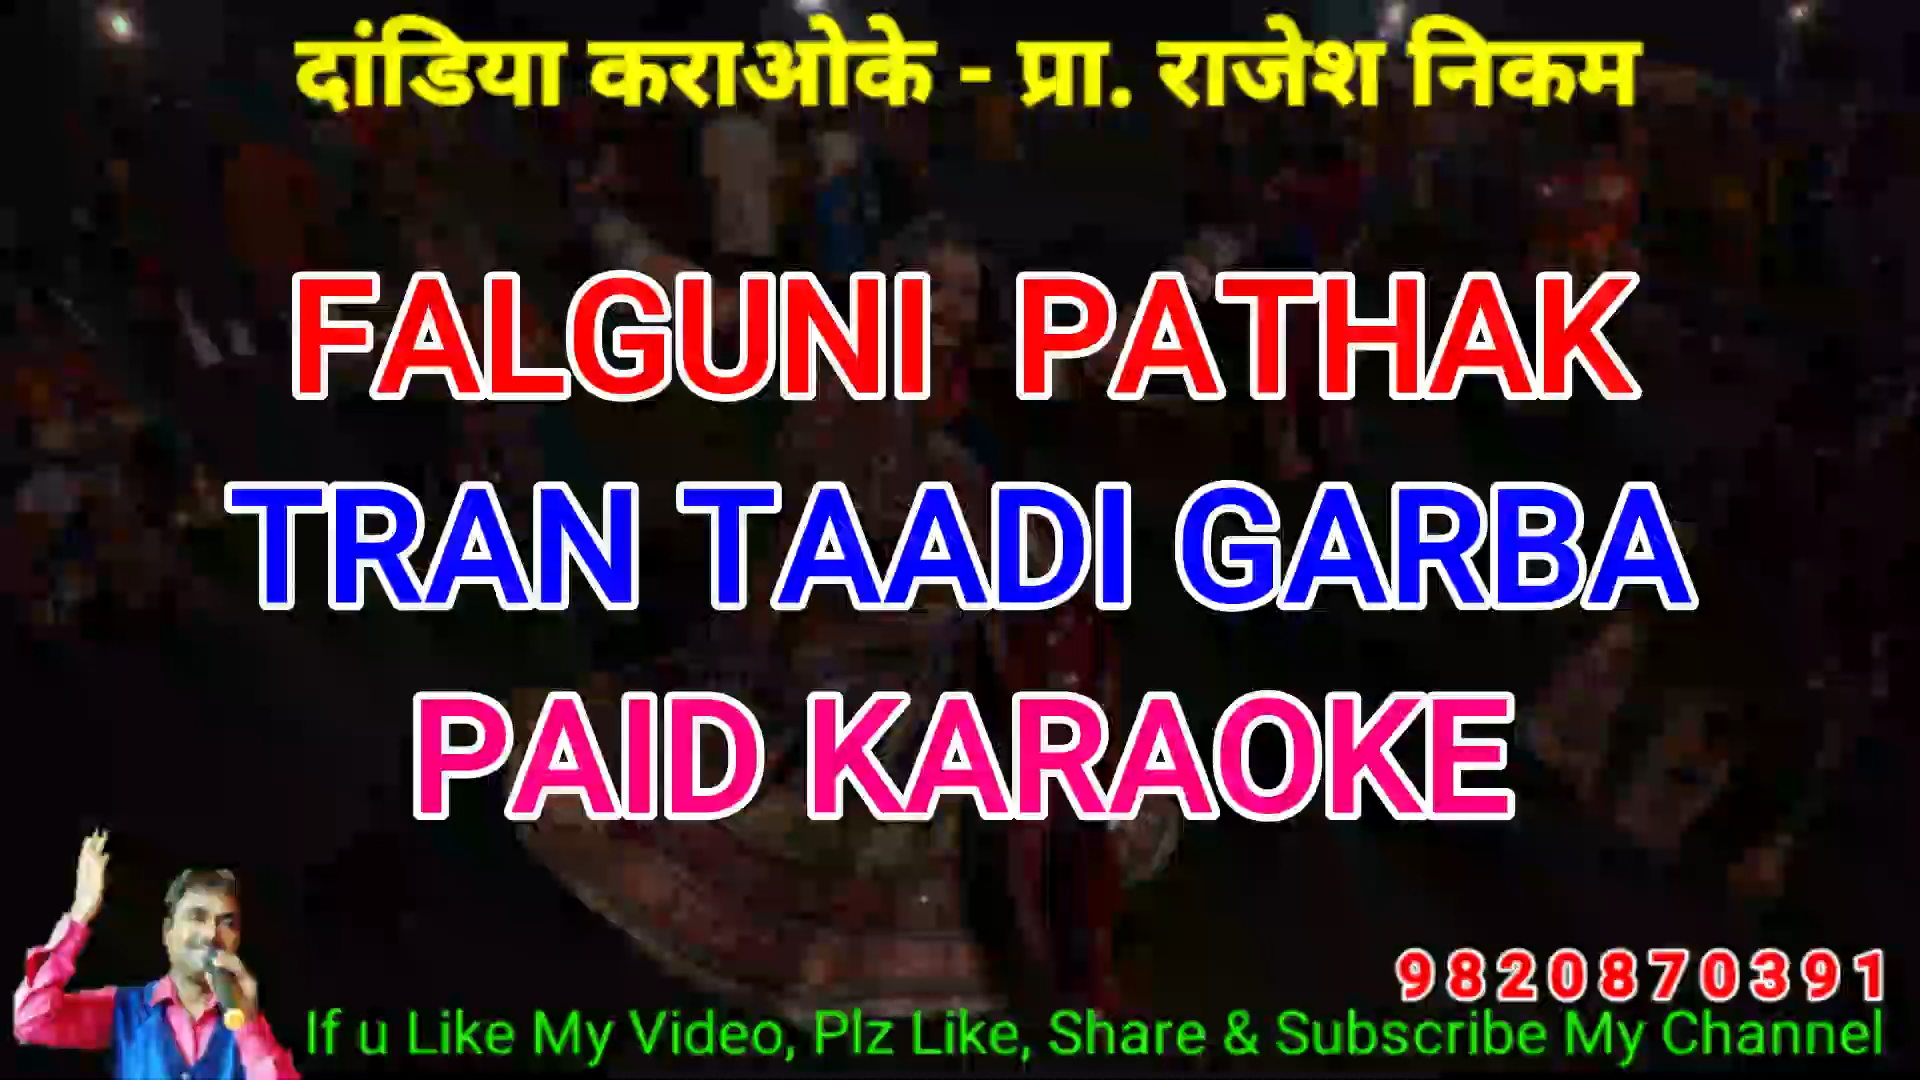 दांडिया कराओके - प्रा. राजेश निकम
FALGUNI PATHAK
TRAN TAADI GARBA
PAID KARAOKE
9820870391
If u Like My Video, Plz Like, Share & Subscribe My Channel